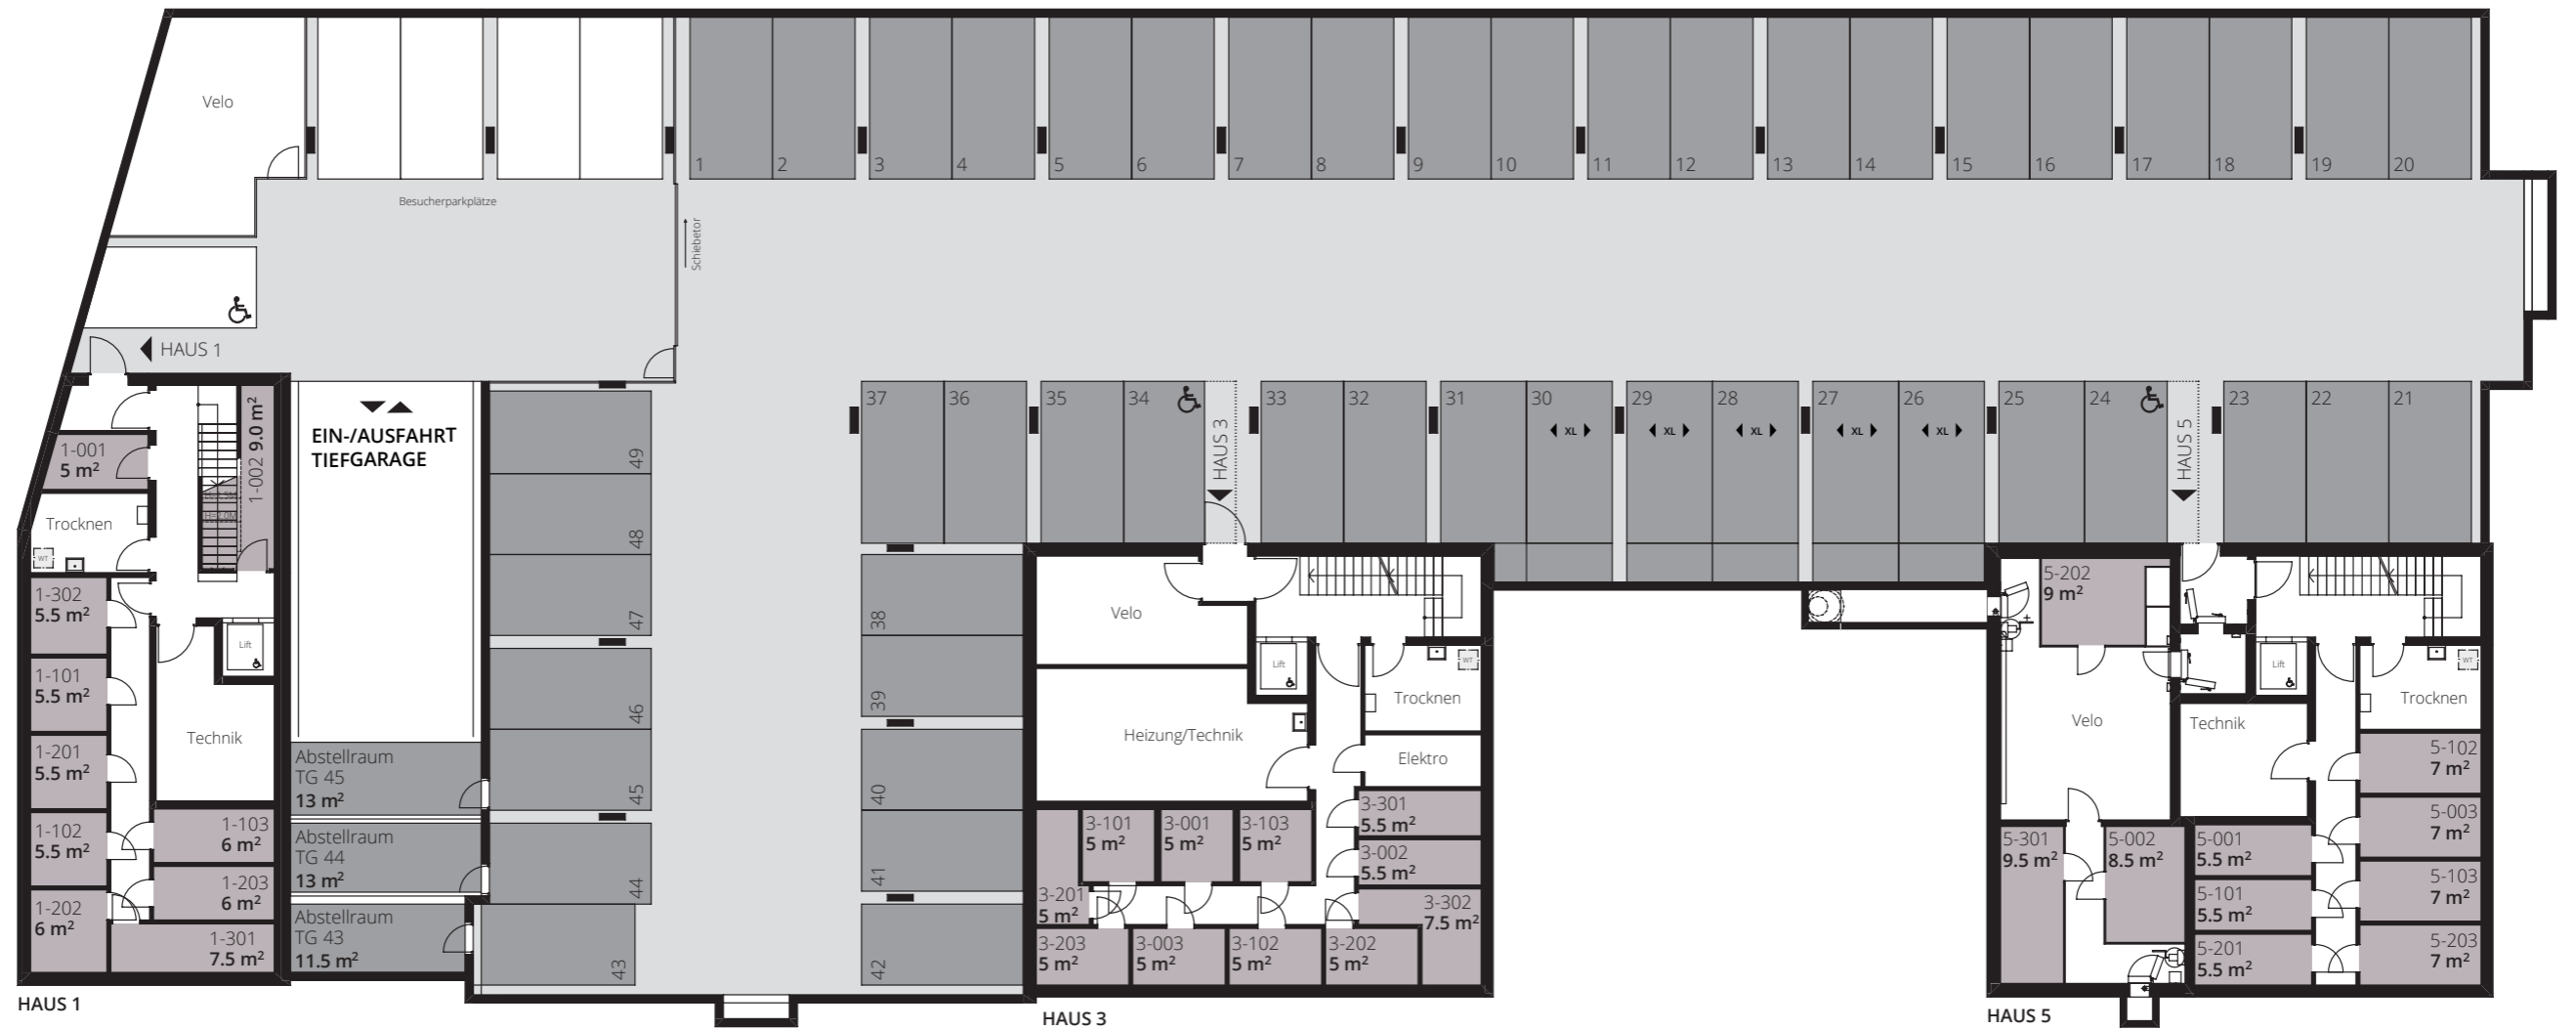 Velo
1
2
3
4
5
6
7
8
9
10
11
12
13
14
15
16
17
18
19
20
Besucherparkplätze
Schiebetor
HAUS 1
37
36
35
34
HAUS 3
33
32
31
30
29
28
27
26
25
24
HAUS 5
23
22
21
XL
XL
XL
XL
XL
EIN-/AUSFAHRT
TIEFGARAGE
1-001
5 m²
1-002 9.0 m²
Trocknen
WT
1-302
5.5 m²
1-101
5.5 m²
1-201
5.5 m²
1-102
5.5 m²
1-202
6 m²
Lift
Technik
1-103
6 m²
1-203
6 m²
1-301
7.5 m²
Abstellraum
TG 45
13 m²
Abstellraum
TG 44
13 m²
Abstellraum
TG 43
11.5 m²
49
48
47
46
45
44
43
38
39
40
41
42
Velo
Lift
Heizung/Technik
WT
Trocknen
Elektro
3-101
5 m²
3-001
5 m²
3-103
5 m²
3-301
5.5 m²
3-002
5.5 m²
3-302
7.5 m²
3-201
5 m²
3-203
5 m²
3-003
5 m²
3-102
5 m²
3-202
5 m²
5-202
9 m²
Velo
Lift
Technik
WT
Trocknen
5-102
7 m²
5-003
7 m²
5-103
7 m²
5-203
7 m²
5-301
9.5 m²
5-002
8.5 m²
5-001
5.5 m²
5-101
5.5 m²
5-201
5.5 m²
HAUS 1
HAUS 3
HAUS 5